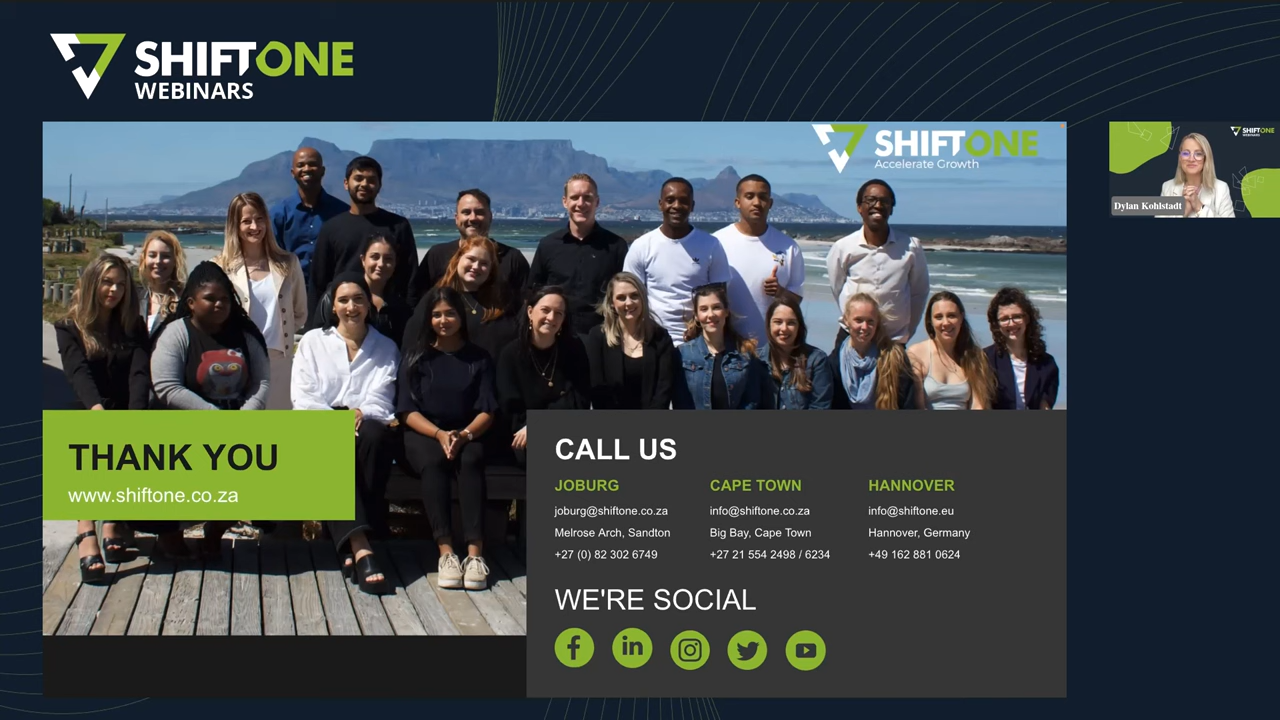 SHIFTONE
WEBINARS
SHIFTONE
Accelerate Growth
SHIFTONE
WEBINARS
Dylan Kohlstadt
THANK YOU
www.shiftone.co.za
CALL US
JOBURG
joburg@shiftone.co.za
Melrose Arch, Sandton
+27 (0) 82 302 6749
CAPE TOWN
info@shiftone.co.za
Big Bay, Cape Town
+27 21 554 2498 / 6234
HANNOVER
info@shiftone.eu
Hannover, Germany
+49 162 881 0624
WE'RE SOCIAL